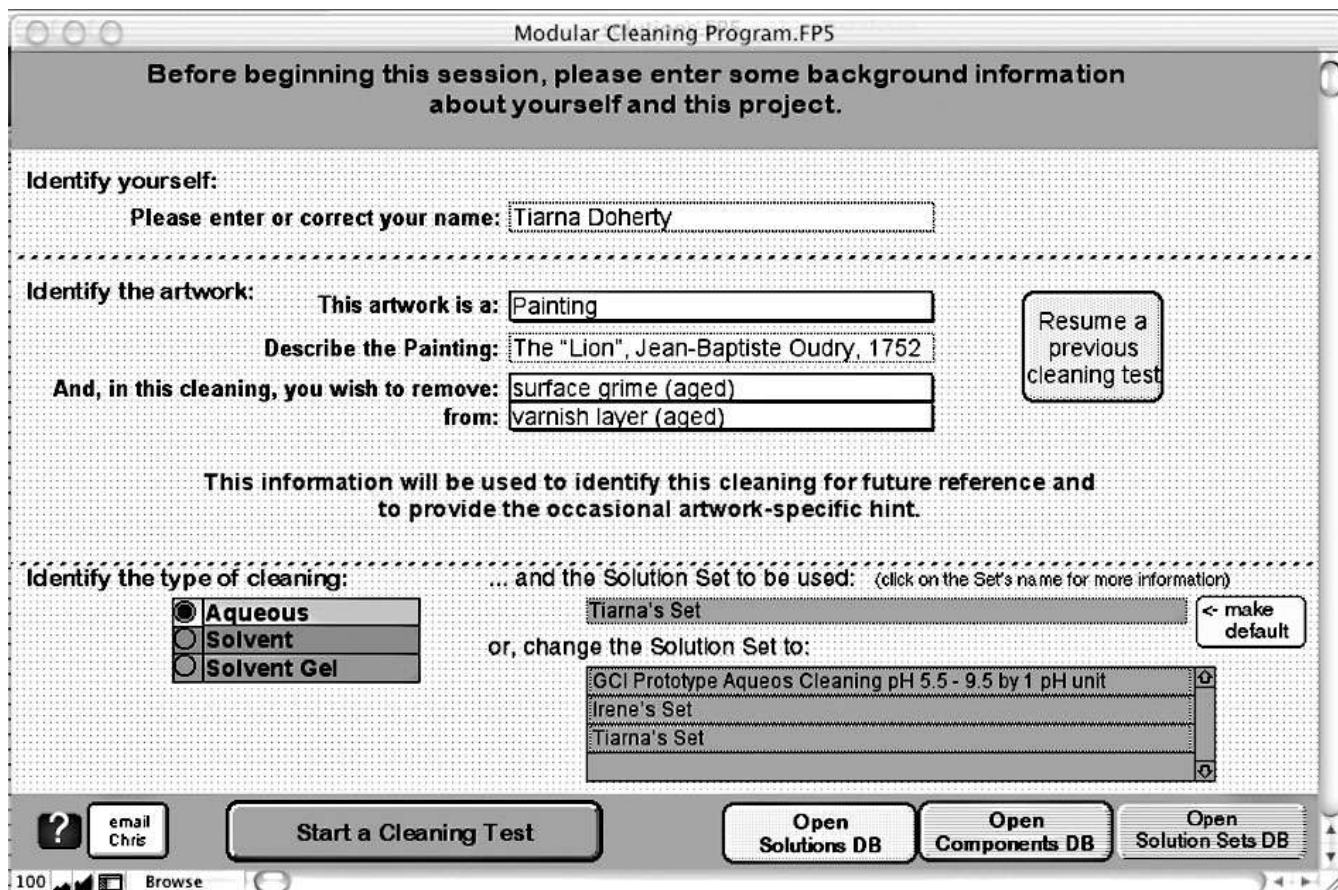 Modular Cleaning Program.FP5
Before beginning this session, please enter some background information
about yourself and this project.
Identify yourself:
Please enter or correct your name: Tiarna Doherty
Identify the artwork:
This artwork is a: Painting
Describe the Painting: The "Lion", Jean-Baptiste Oudry, 1752
And, in this cleaning, you wish to remove: surface grime (aged)
from: varnish layer (aged)
Resume a
previous
cleaning test
This information will be used to identify this cleaning for future reference and
to provide the occasional artwork-specific hint.
Identify the type of cleaning:
Aqueous
Solvent
Solvent Gel
... and the Solution Set to be used: (click on the Set's name for more information)
Tiarna's Set
<- make
default
or, change the Solution Set to:
GCI Prototype Aqueos Cleaning pH 5.5 - 9.5 by 1 pH unit
Irene's Set
Tiarna's Set
?
email
Chris
Start a Cleaning Test
Open
Solutions DB
Open
Components DB
Open
Solution Sets DB
100
Browse